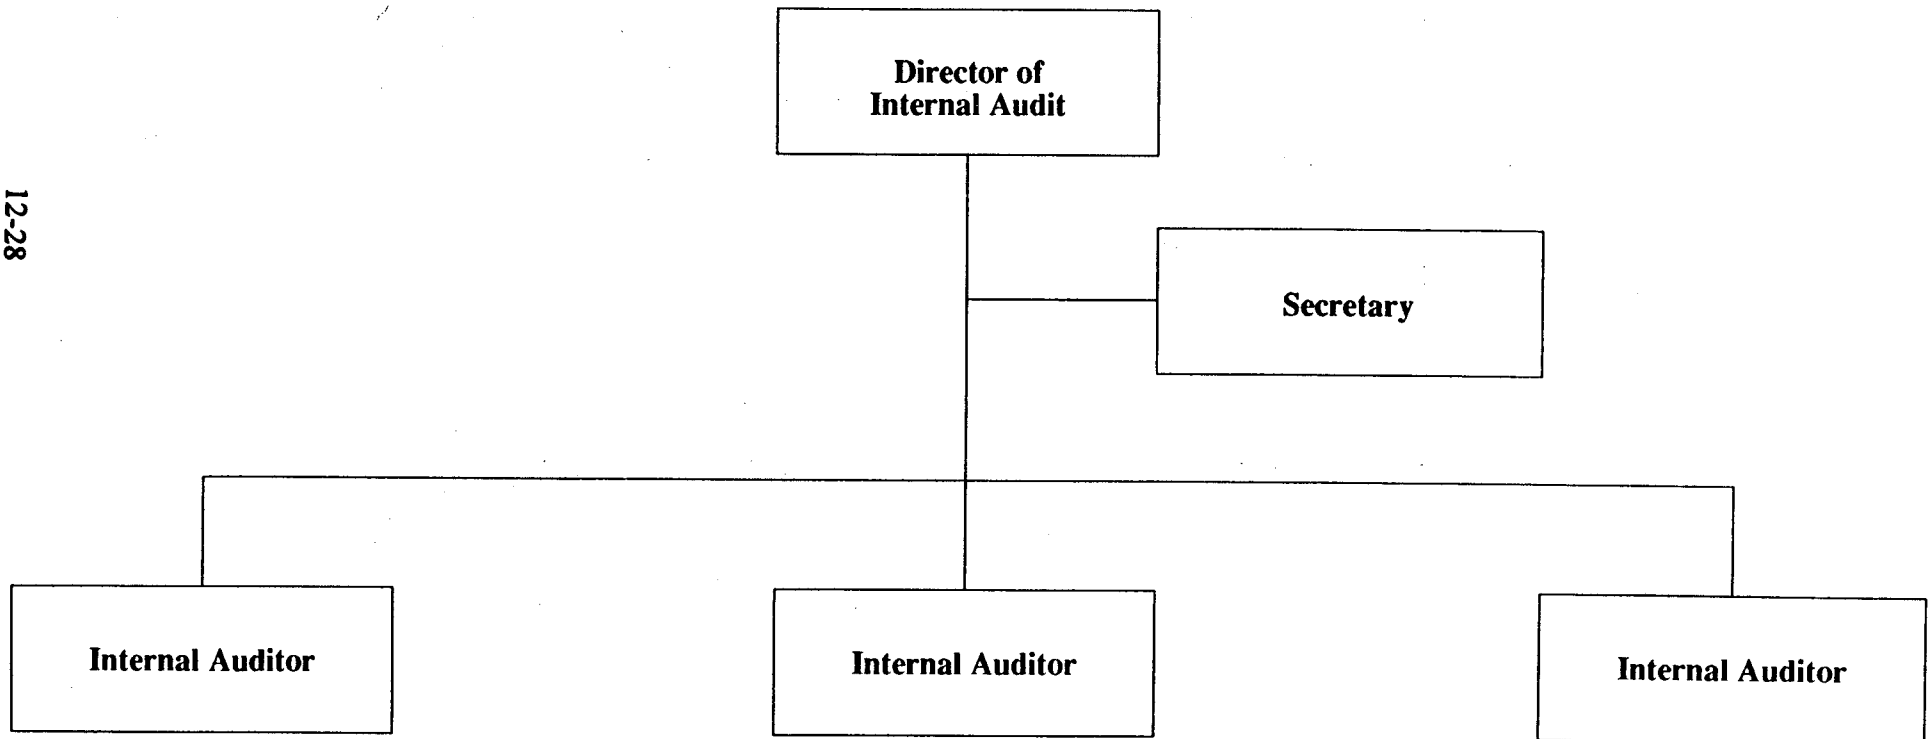 Director of
Internal Audit
12-28
Secretary
Internal Auditor
Internal Auditor
Internal Auditor